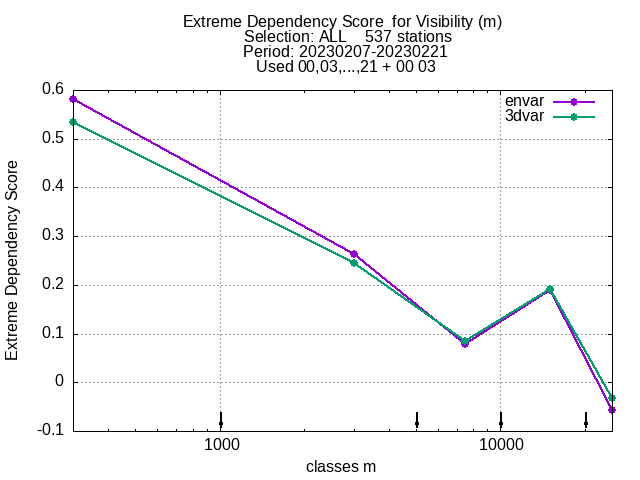 Extreme Dependency Score  for Visibility (m)
Selection: ALL    537 stations
Period: 20230207-20230221
Used 00,03,...,21 + 00 03
envar
3dvar
0.6
0.5
0.4
0.3
0.2
0.1
0
-0.1
Extreme Dependency Score
1000
10000
classes m